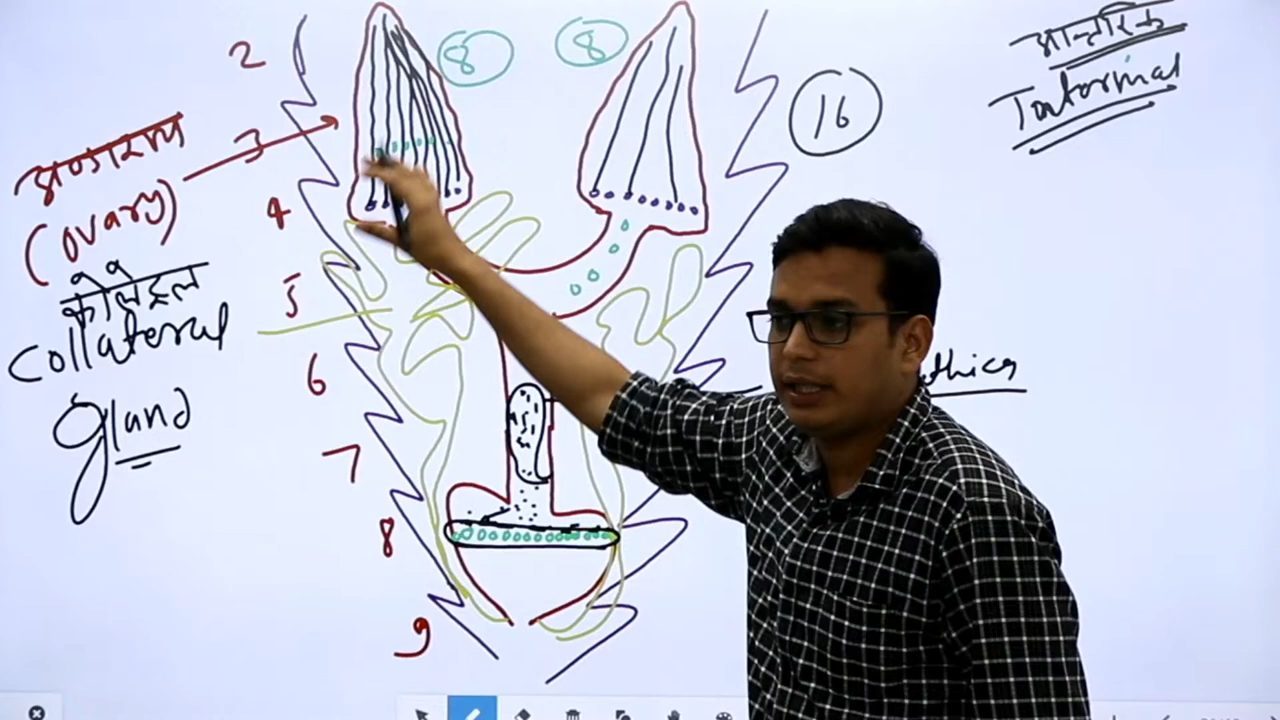 2
3
4
5
6
7
8
9
अण्डाशय
(ovary)
कोलेट्रल
Collateral
gland
8
8
16
आन्तरिक
Internal